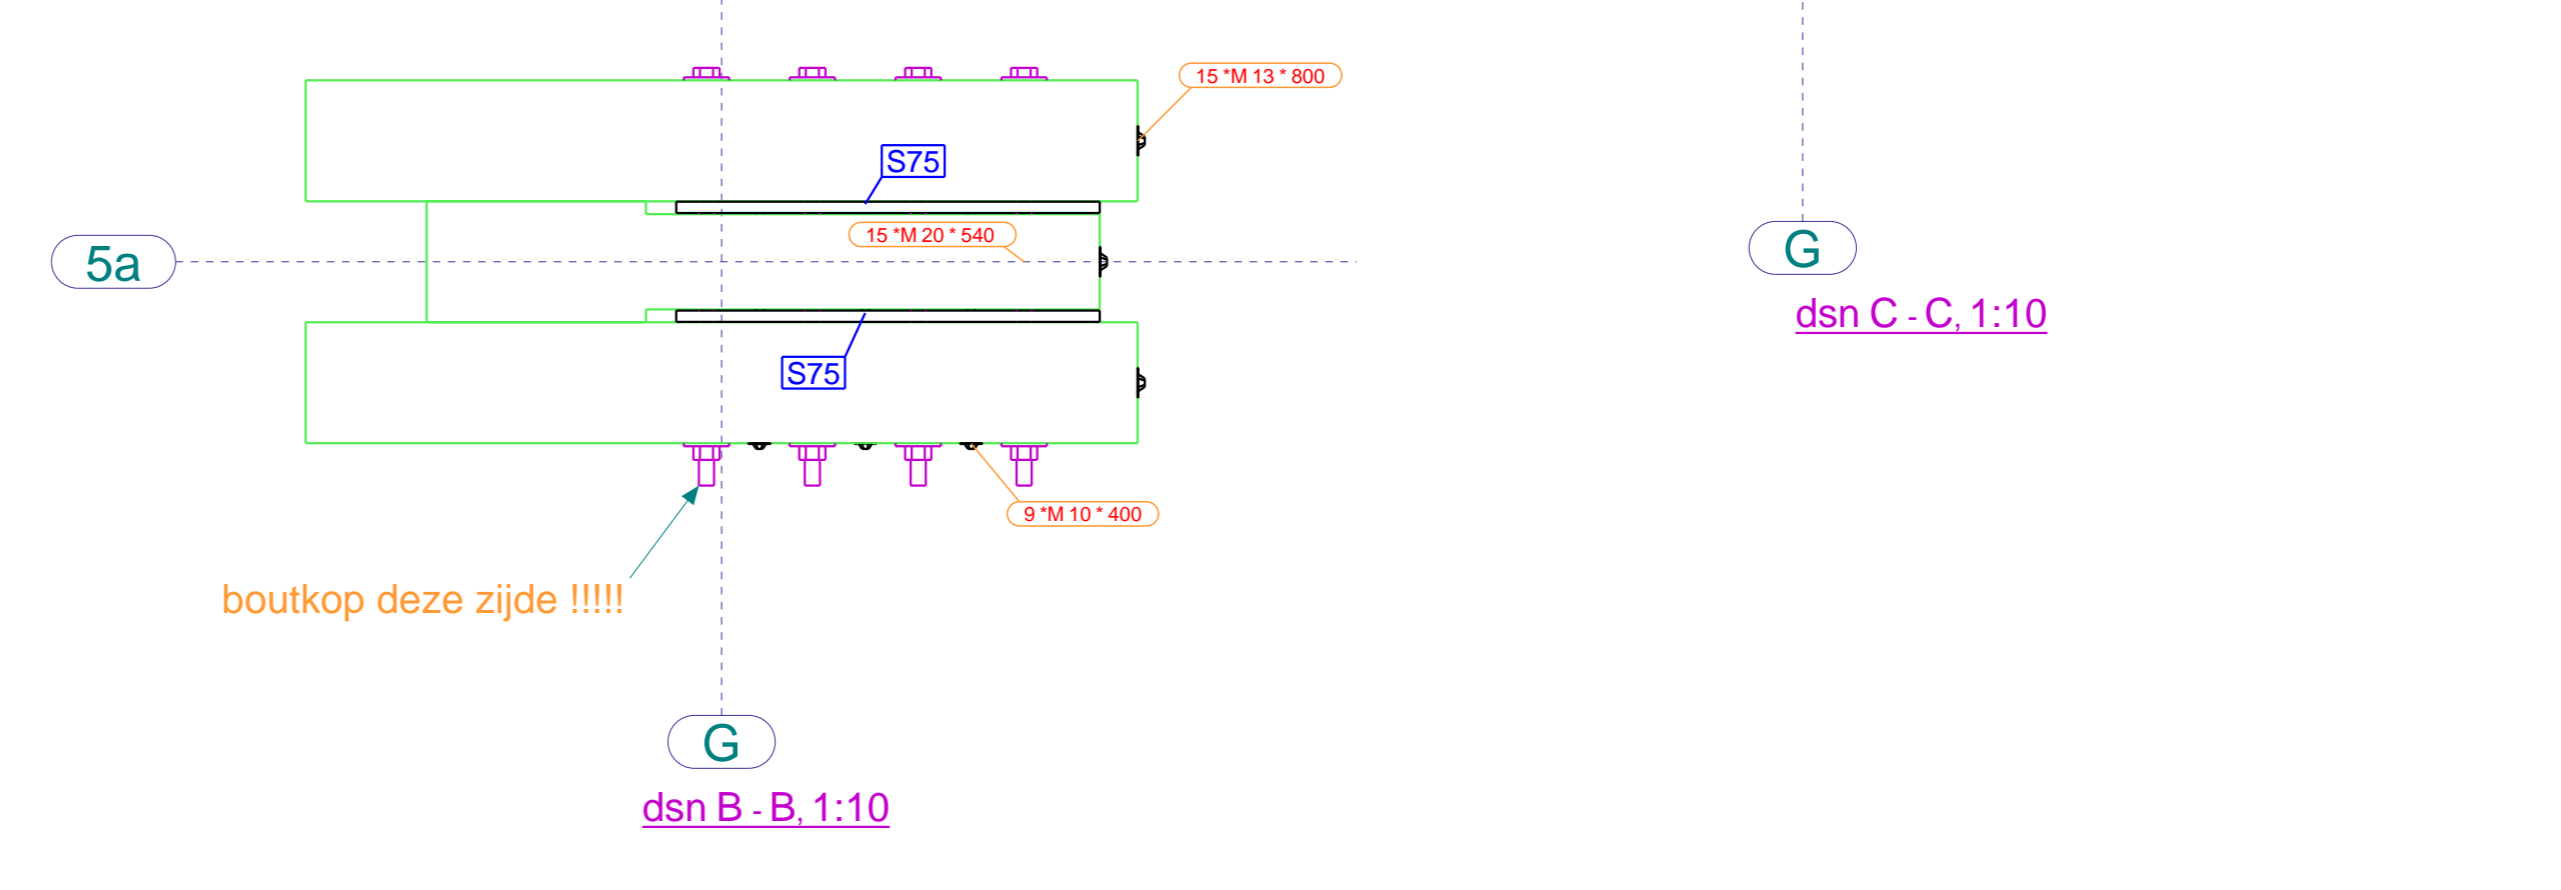 15 *M 13 * 800
S75
15 *M 20 * 540
5a
G
dsn C - C, 1:10
S75
9 *M 10 * 400
boutkop deze zijde !!!!!
G
dsn B - B, 1:10